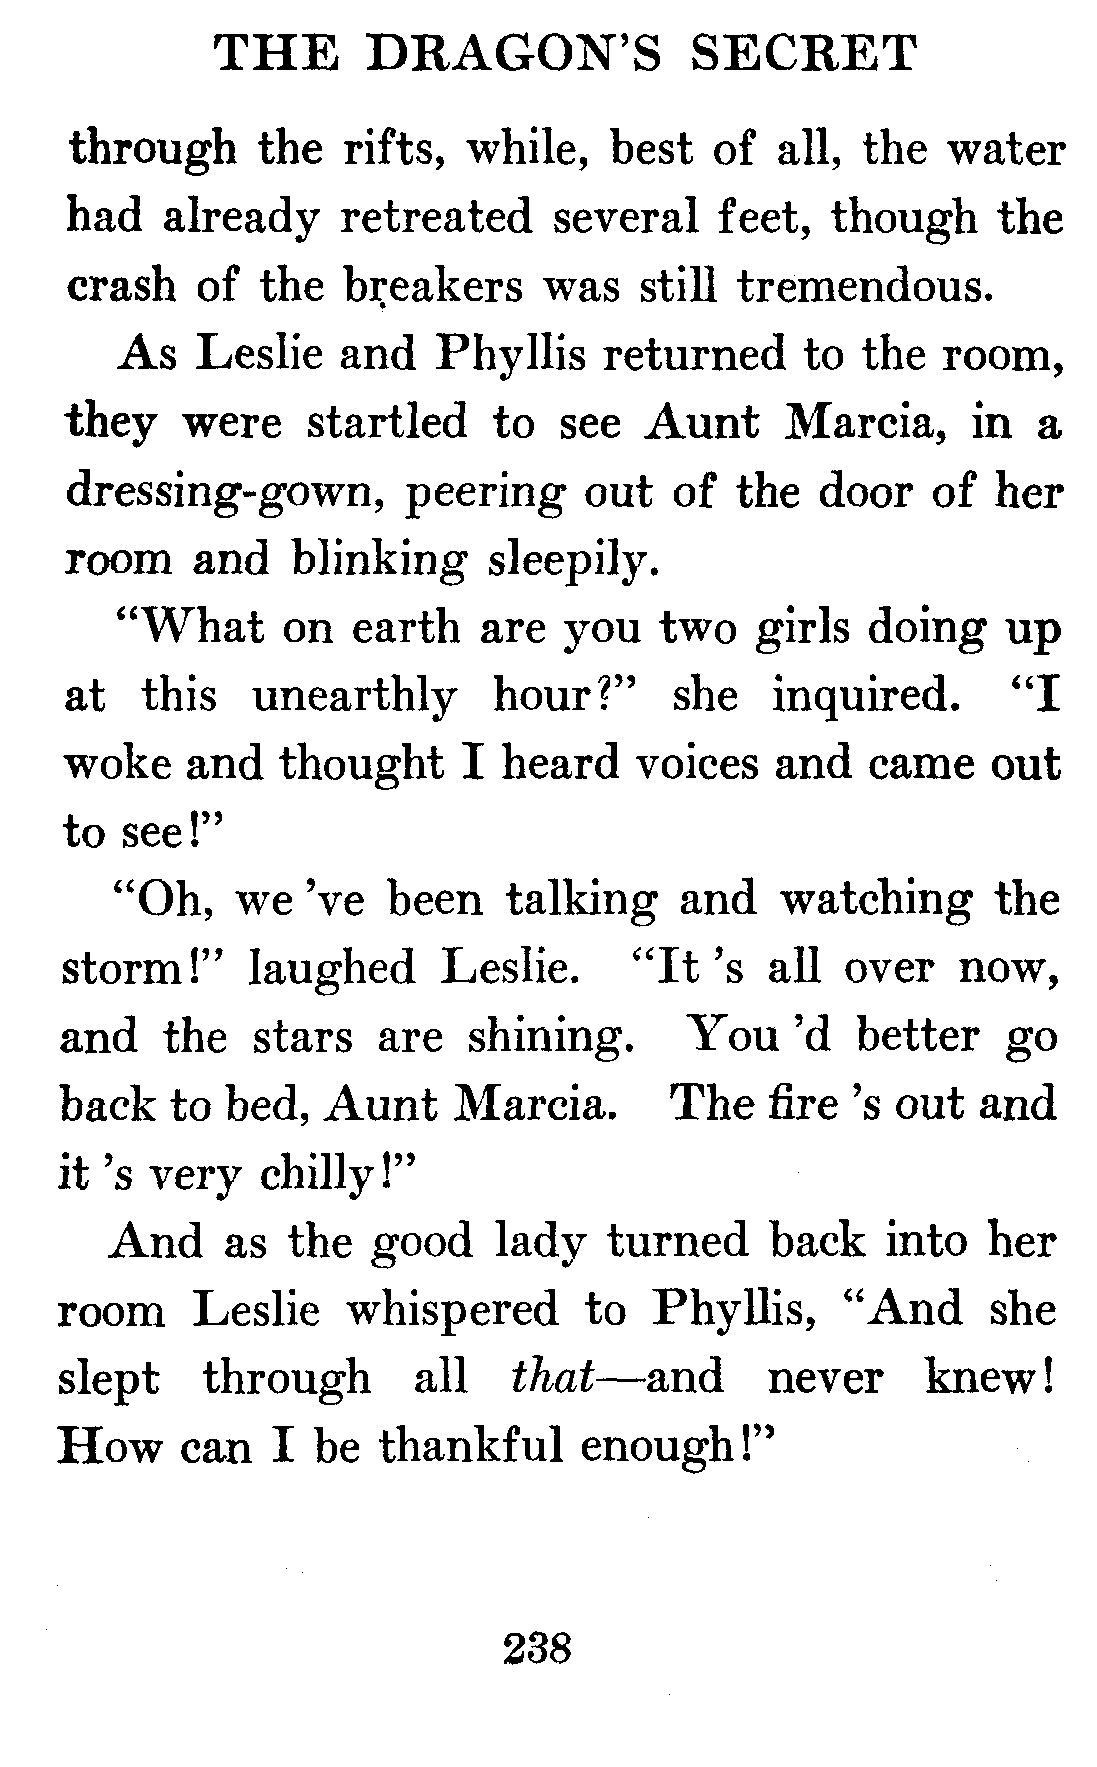 THE DRAGON'S SECRET
through the rifts, while, best of all, the water
had already retreated several feet, though the
crash of the breakers was still tremendous.
As Leslie and Phyllis returned to the room,
they were startled to see Aunt Marcia, in a
dressing-gown, peering out of the door of her
room and blinking sleepily.
“What on earth are you two girls doing up
at this unearthly hour?” she inquired. “I
woke and thought I heard voices and came out
to see!”
“Oh, we 've been talking and watching the
storm!” laughed Leslie. “It 's all over now,
and the stars are shining. You 'd better go
back to bed, Aunt Marcia. The fire 's out and
it 's very chilly!”
And as the good lady turned back into her
room Leslie whispered to Phyllis, “And she
slept through all that—and never knew!
How can I be thankful enough!”
238